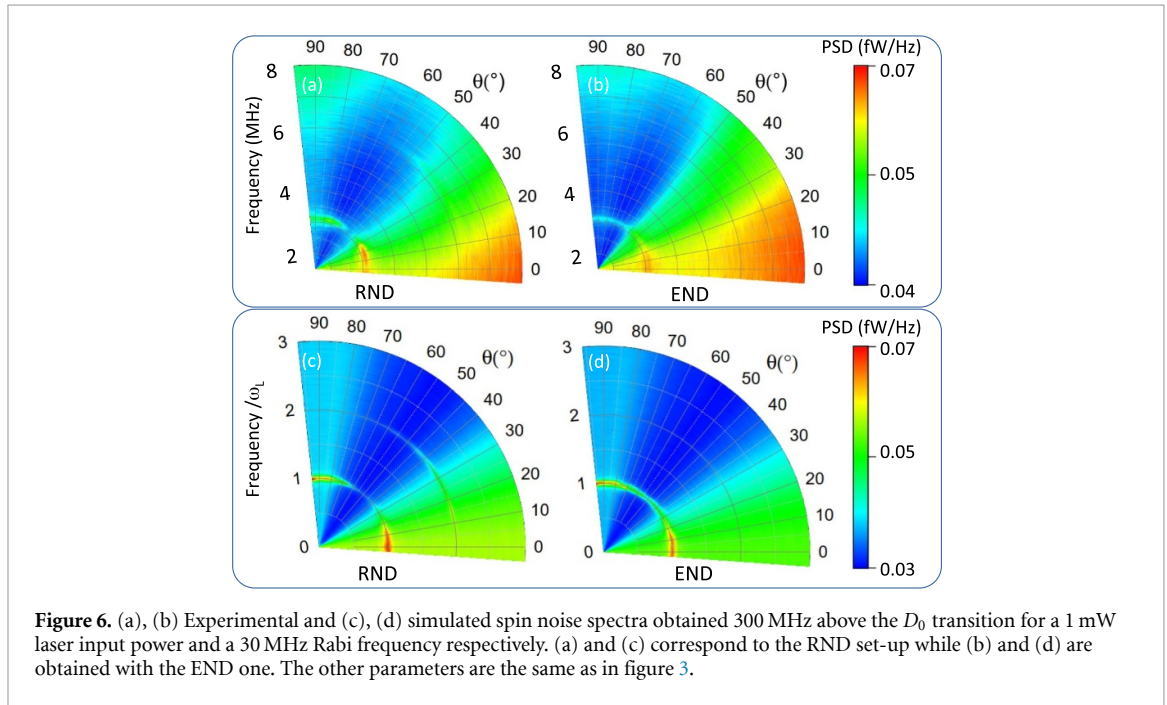 PSD (fW/Hz)
90 80 70 60 50 40 30 20 10 0
θ(°)
(a)
8
6
4
2
Frequency (MHz)
RND
90 80 70 60 50 40 30 20 10 0
θ(°)
(b)
8
6
4
2
END
0.07
0.05
0.04
PSD (fW/Hz)
90 80 70 60 50 40 30 20 10 0
θ(°)
(c)
3
2
1
0
Frequency /ωL
RND
90 80 70 60 50 40 30 20 10 0
θ(°)
(d)
3
2
1
0
END
0.07
0.05
0.03
Figure 6. (a), (b) Experimental and (c), (d) simulated spin noise spectra obtained 300 MHz above the D0 transition for a 1 mW
laser input power and a 30 MHz Rabi frequency respectively. (a) and (c) correspond to the RND set-up while (b) and (d) are
obtained with the END one. The other parameters are the same as in figure 3.